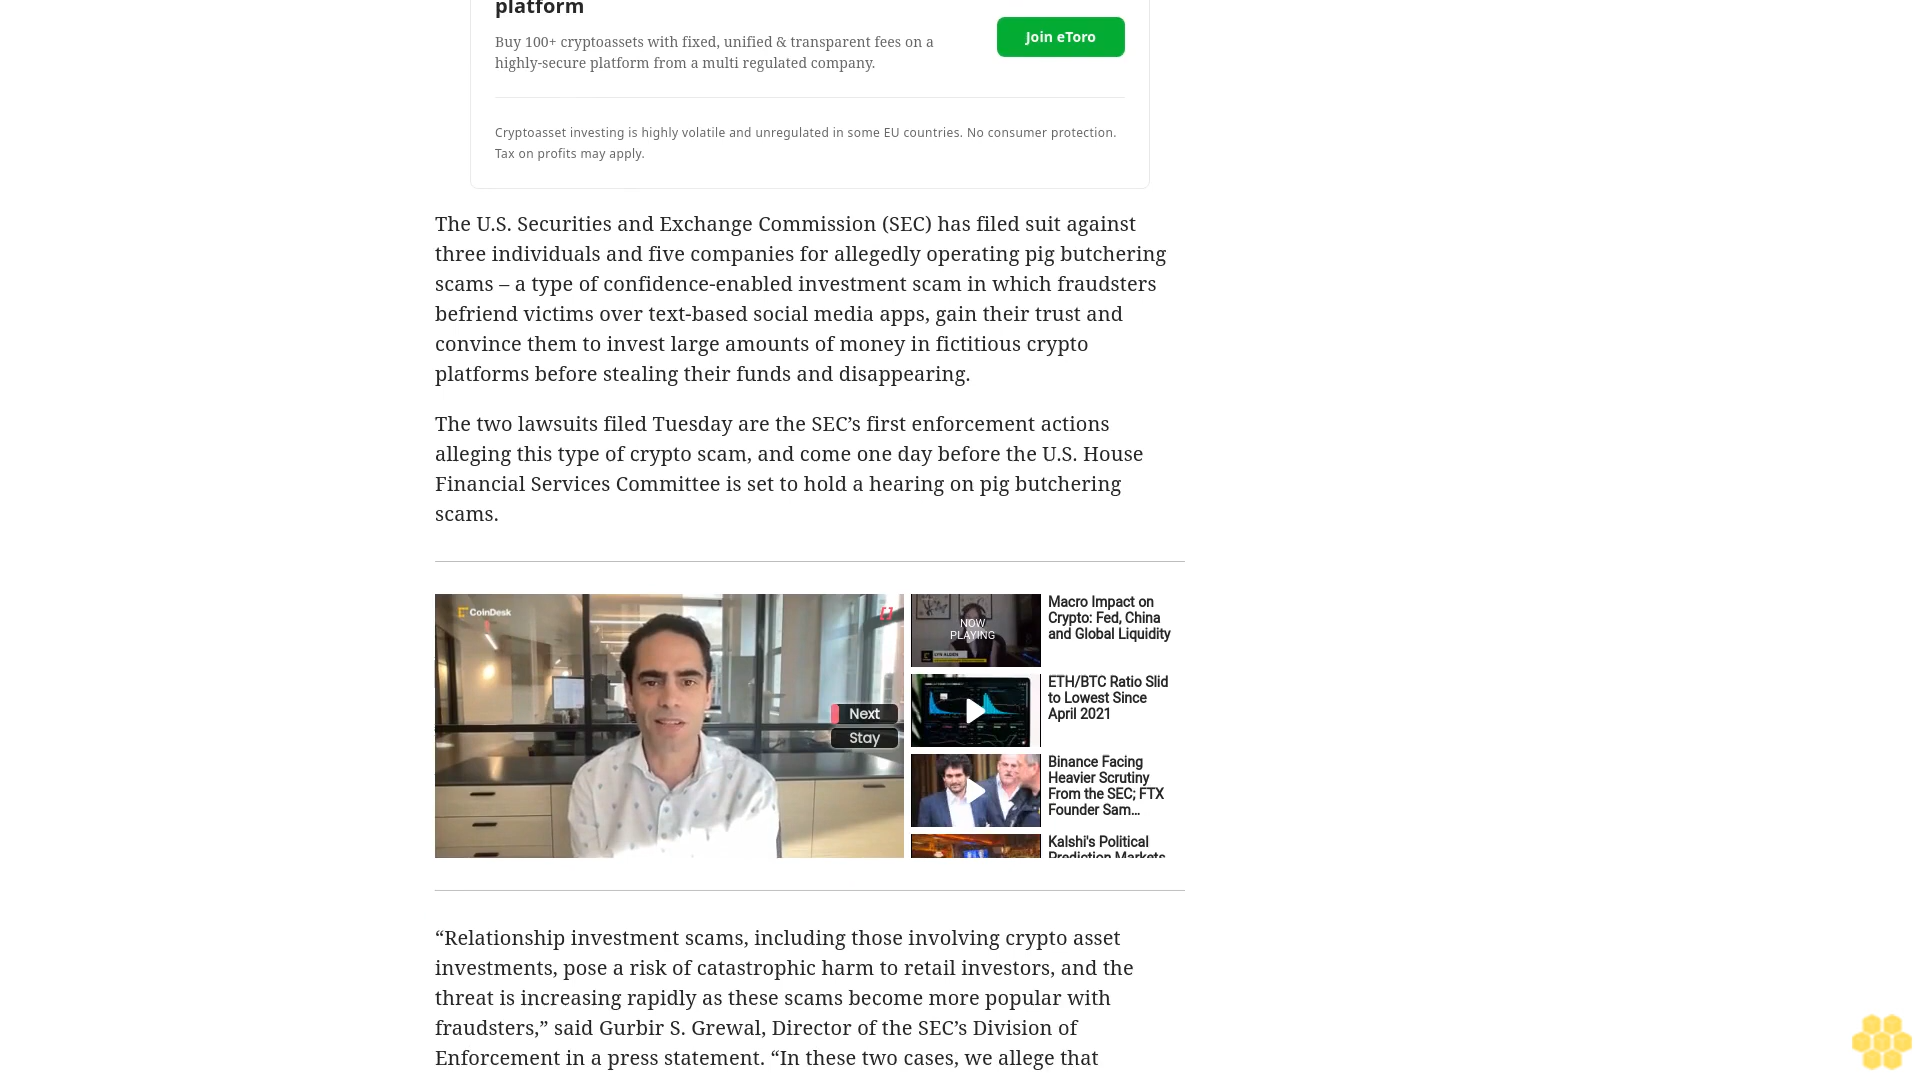 platform
Buy 100+ cryptoassets with fixed, unified & transparent fees on a
highly-secure platform from a multi regulated company.
Join eToro
Cryptoasset investing is highly volatile and unregulated in some EU countries. No consumer protection.
Tax on profits may apply.
The U.S. Securities and Exchange Commission (SEC) has filed suit against
three individuals and five companies for allegedly operating pig butchering
scams – a type of confidence-enabled investment scam in which fraudsters
befriend victims over text-based social media apps, gain their trust and
convince them to invest large amounts of money in fictitious crypto
platforms before stealing their funds and disappearing.
The two lawsuits filed Tuesday are the SEC’s first enforcement actions
alleging this type of crypto scam, and come one day before the U.S. House
Financial Services Committee is set to hold a hearing on pig butchering
scams.
CoinDesk
Next
Stay
NOW
PLAYING
Macro Impact on
Crypto: Fed, China
and Global Liquidity
ETH/BTC Ratio Slid
to Lowest Since
April 2021
Binance Facing
Heavier Scrutiny
From the SEC; FTX
Founder Sam...
Kalshi's Political
Prediction Markets
“Relationship investment scams, including those involving crypto asset
investments, pose a risk of catastrophic harm to retail investors, and the
threat is increasing rapidly as these scams become more popular with
fraudsters,” said Gurbir S. Grewal, Director of the SEC’s Division of
Enforcement in a press statement. “In these two cases, we allege that